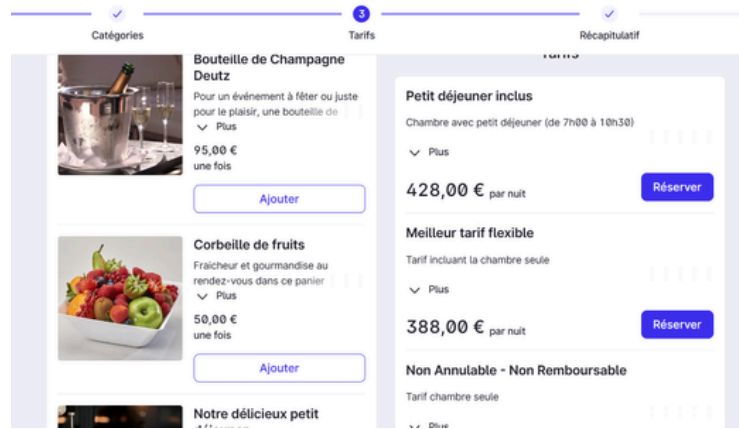 Catégories
3
Tarifs
Récapitulatif
Bouteille de Champagne
Deutz
Pour un événement à fêter ou juste
pour le plaisir, une bouteille de
Plus
95,00 €
une fois
Ajouter
Corbeille de fruits
Fraicheur et gourmandise au
rendez-vous dans ce panier
Plus
50,00 €
une fois
Ajouter
Notre délicieux petit
Tarifs
Petit déjeuner inclus
Chambre avec petit déjeuner (de 7h00 à 10h30)
Plus
428,00 € par nuit
Réserver
Meilleur tarif flexible
Tarif incluant la chambre seule
Plus
388,00 € par nuit
Réserver
Non Annulable - Non Remboursable
Tarif chambre seule
Plus